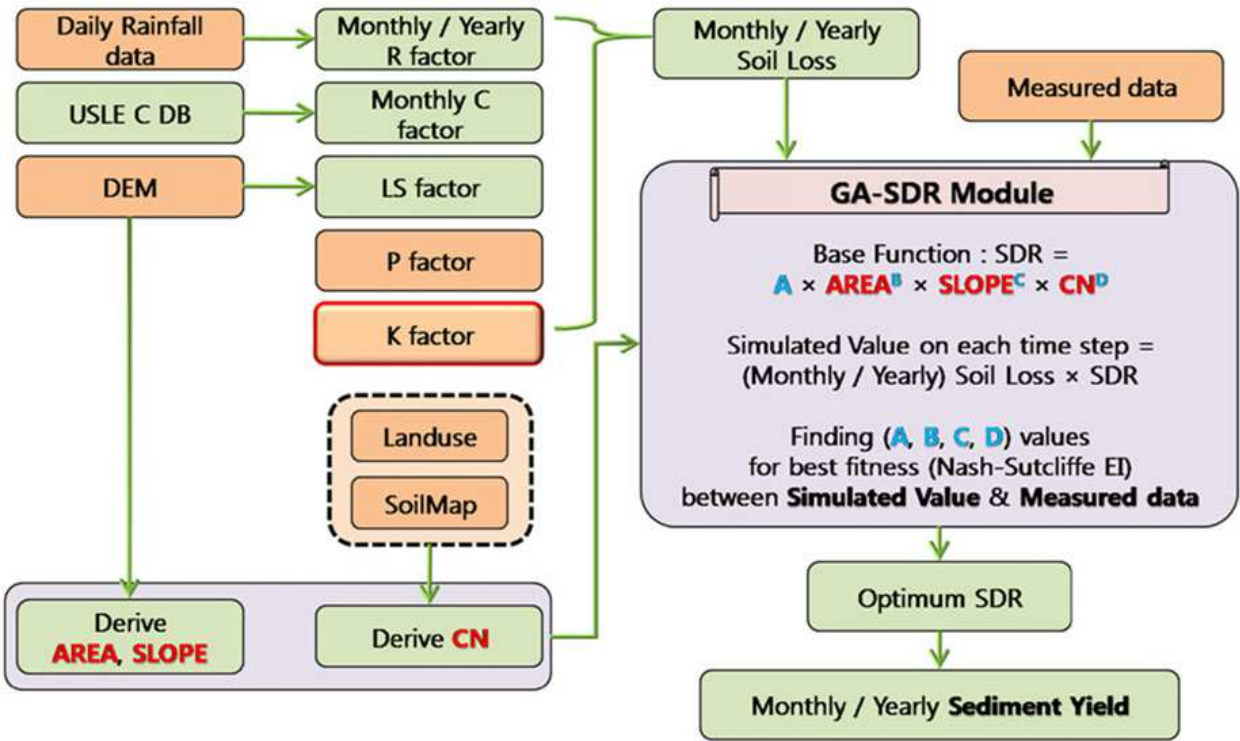 Daily Rainfall
data
Monthly / Yearly
R factor
Monthly / Yearly
Soil Loss
Measured data
USLE C DB
Monthly C
factor
DEM
LS factor
P factor
K factor
Landuse
SoilMap
Derive
AREA, SLOPE
Derive CN
GA-SDR Module
Base Function : SDR =
A × AREA^B × SLOPE^C × CN^D
Simulated Value on each time step =
(Monthly / Yearly) Soil Loss × SDR
Finding (A, B, C, D) values
for best fitness (Nash-Sutcliffe EI)
between Simulated Value & Measured data
Optimum SDR
Monthly / Yearly Sediment Yield